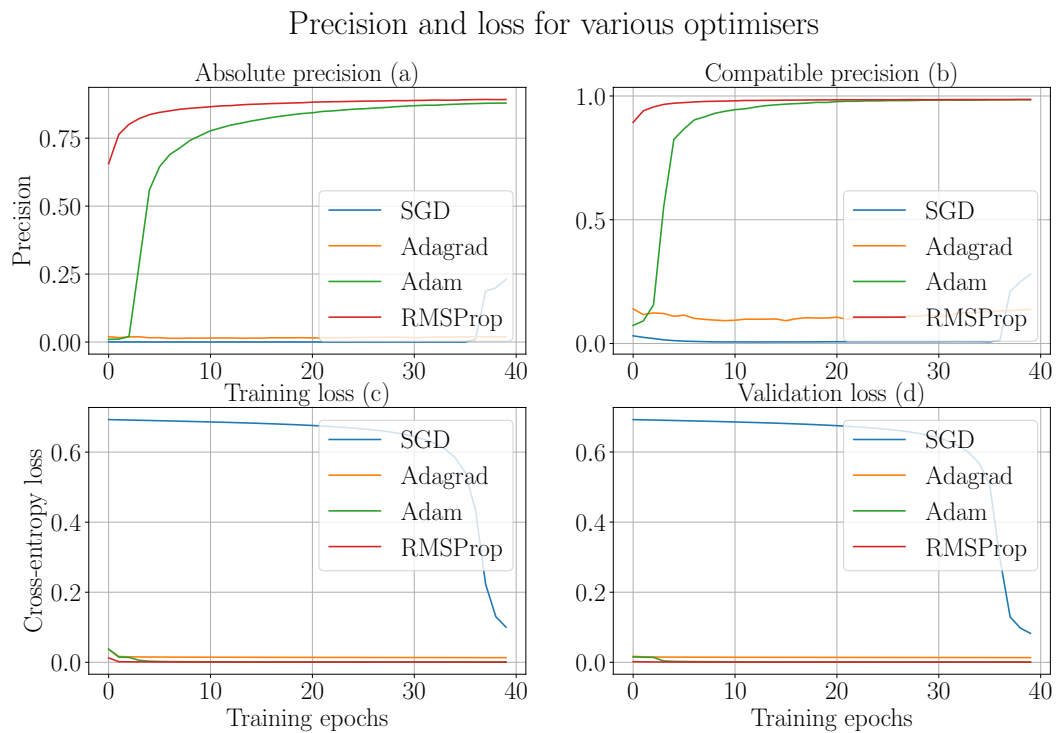 Precision and loss for various optimisers
Absolute precision (a)
Precision
0.75
0.50
0.25
0.00
SGD
Adagrad
Adam
RMSProp
0
10
20
30
40
Compatible precision (b)
1.0
0.5
0.0
SGD
Adagrad
Adam
RMSProp
0
10
20
30
40
Training loss (c)
Cross-entropy loss
0.6
0.4
0.2
0.0
SGD
Adagrad
Adam
RMSProp
0
10
20
30
40
Training epochs
Validation loss (d)
0.6
0.4
0.2
0.0
SGD
Adagrad
Adam
RMSProp
0
10
20
30
40
Training epochs